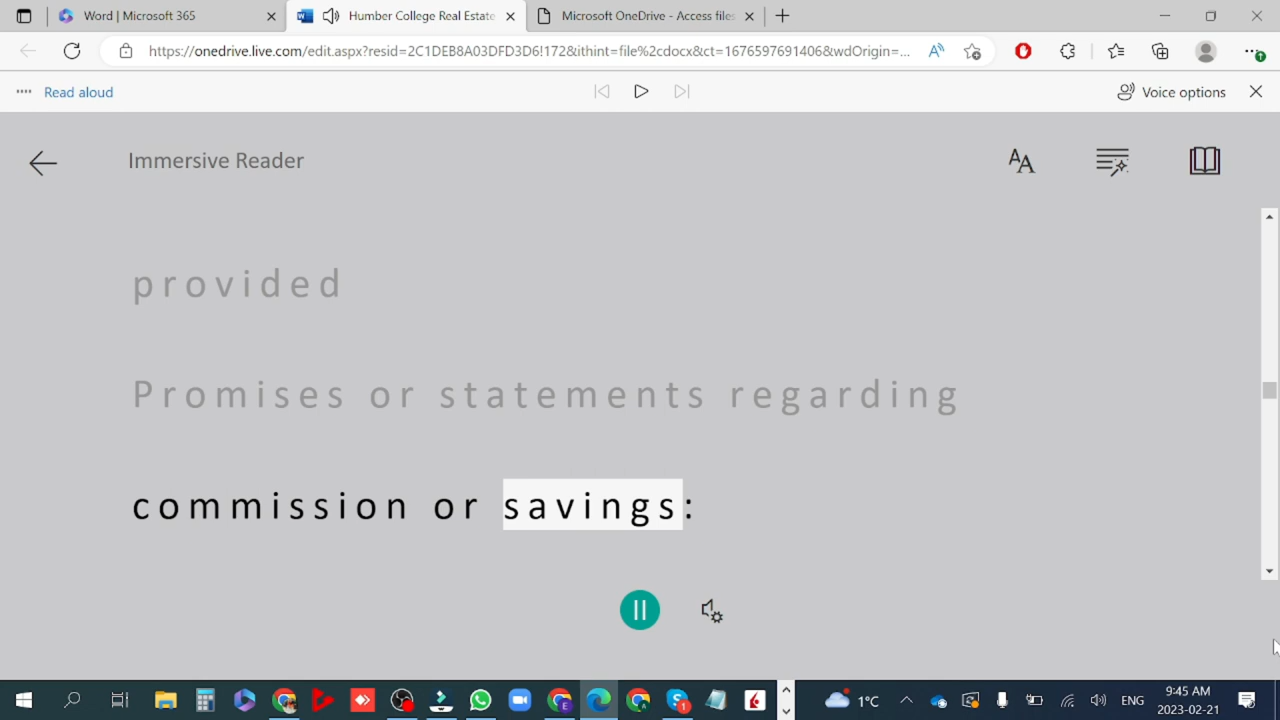 Word | Microsoft 365
Humber College Real Estate
Microsoft OneDrive - Access files
https://onedrive.live.com/edit.aspx?resid=2C1DEB8A03DFD3D6!172&ithint=file%2cdocx&ct=1676597691406&wdOrigin=...
Read aloud
Voice options
Immersive Reader
provided
Promises or statements regarding
commission or savings:
1°C
ENG
9:45 AM
2023-02-21